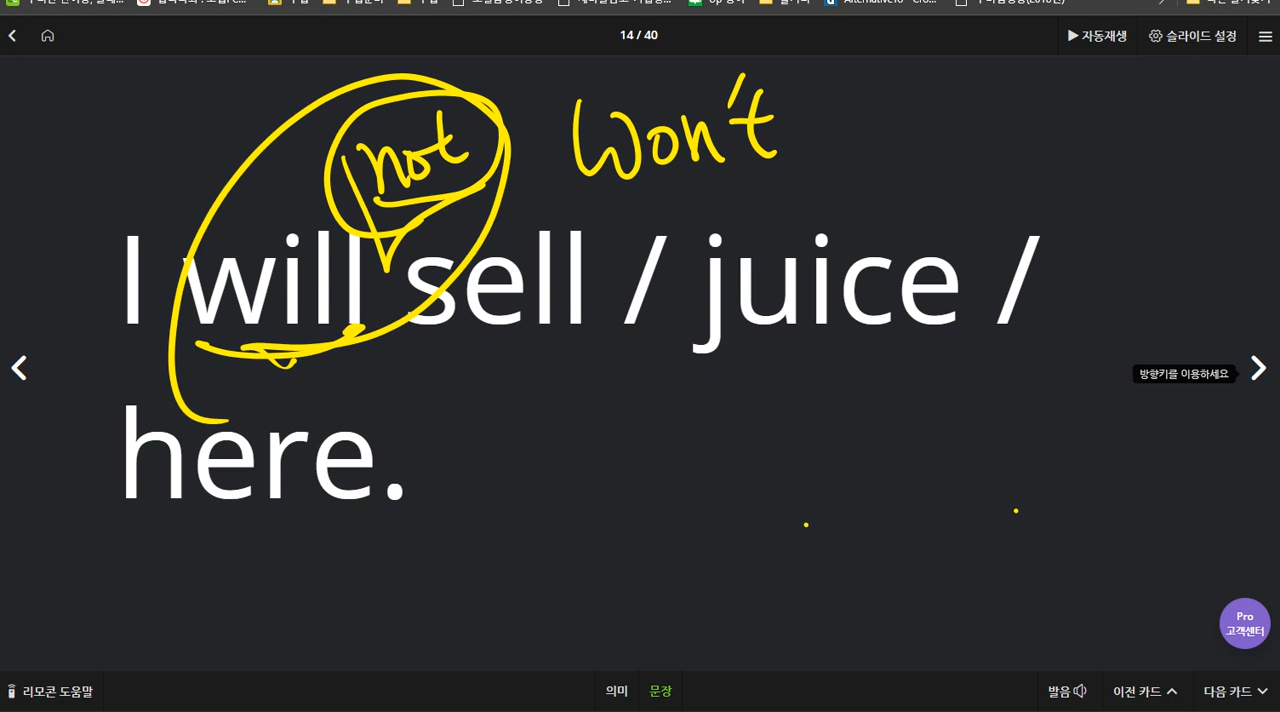 14 / 40
▶ 자동재생
슬라이드 설정
not
won't
I will sell / juice /
here.
방향키를 이용하세요
Pro
고객센터
리모콘 도움말
의미
문장
발음
이전 카드
다음 카드